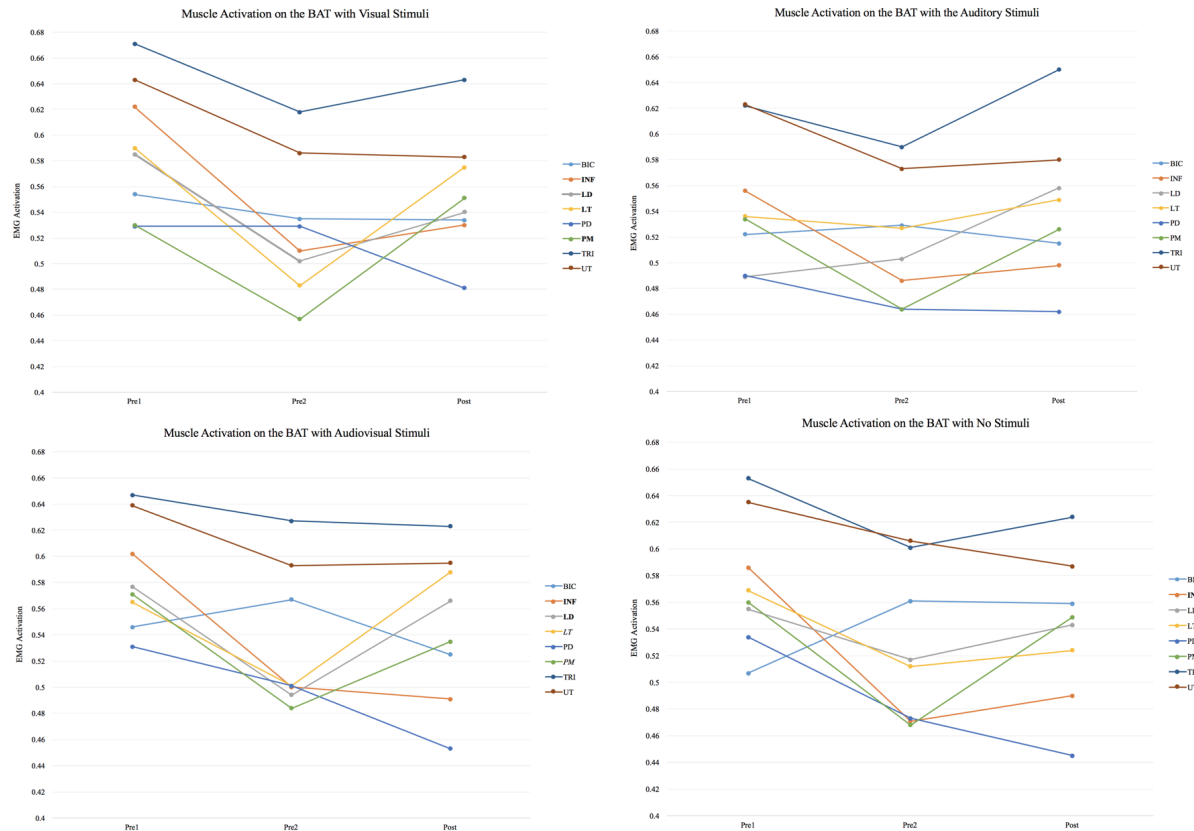 Muscle Activation on the BAT with Visual Stimuli
0.68
0.66
0.64
0.62
0.6
0.58
0.56
0.54
0.52
0.5
0.48
0.46
0.44
0.42
0.4
EMG Activation
Pre1 Pre2 Post
BIC
INF
LD
LT
PD
PM
TRI
UT
Muscle Activation on the BAT with the Auditory Stimuli
0.68
0.66
0.64
0.62
0.6
0.58
0.56
0.54
0.52
0.5
0.48
0.46
0.44
0.42
0.4
EMG Activation
Pre1 Pre2 Post
BIC
INF
LD
LT
PD
PM
TRI
UT
Muscle Activation on the BAT with Audiovisual Stimuli
0.68
0.66
0.64
0.62
0.6
0.58
0.56
0.54
0.52
0.5
0.48
0.46
0.44
0.42
0.4
EMG Activation
Pre1 Pre2 Post
BIC
INF
LD
LT
PD
PM
TRI
UT
Muscle Activation on the BAT with No Stimuli
0.68
0.66
0.64
0.62
0.6
0.58
0.56
0.54
0.52
0.5
0.48
0.46
0.44
0.42
0.4
EMG Activation
Pre1 Pre2 Post
LT